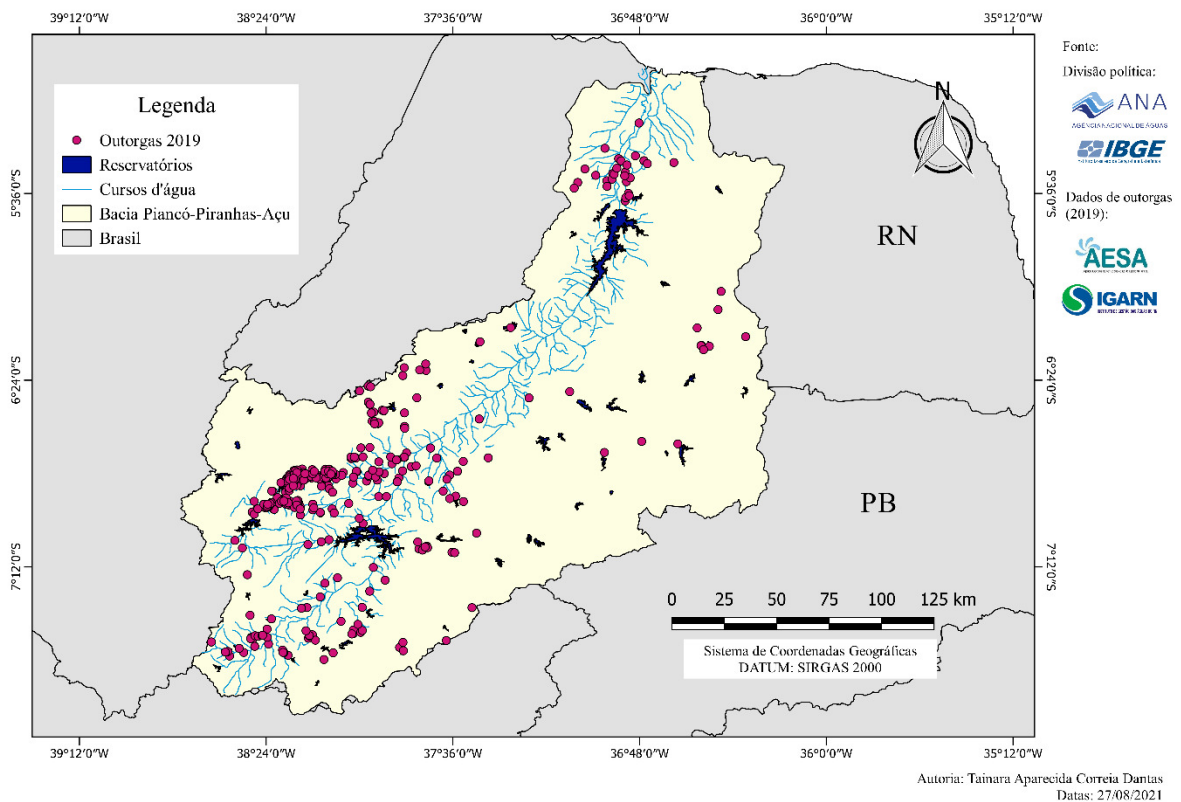 39°12'0"W 38°24'0"W 37°36'0"W 36°48'0"W 36°0'0"W 35°12'0"W
Legenda
Outorgas 2019
Reservatórios
Cursos d'água
Bacia Piancó-Piranhas-Açu
Brasil
N
RN
PB
5°36'0"S
6°24'0"S
7°12'0"S
5°36'0"S
6°24'0"S
7°12'0"S
0 25 50 75 100 125 km
Sistema de Coordenadas Geográficas
DATUM: SIRGAS 2000
39°12'0"W 38°24'0"W 37°36'0"W 36°48'0"W 36°0'0"W 35°12'0"W
Fonte:
Divisão política:
ANA
AGÊNCIA NACIONAL DE ÁGUAS
IBGE
Dados de outorgas
(2019):
AESA
IGARN
Autoria: Tainara Aparecida Correia Dantas
Datas: 27/08/2021